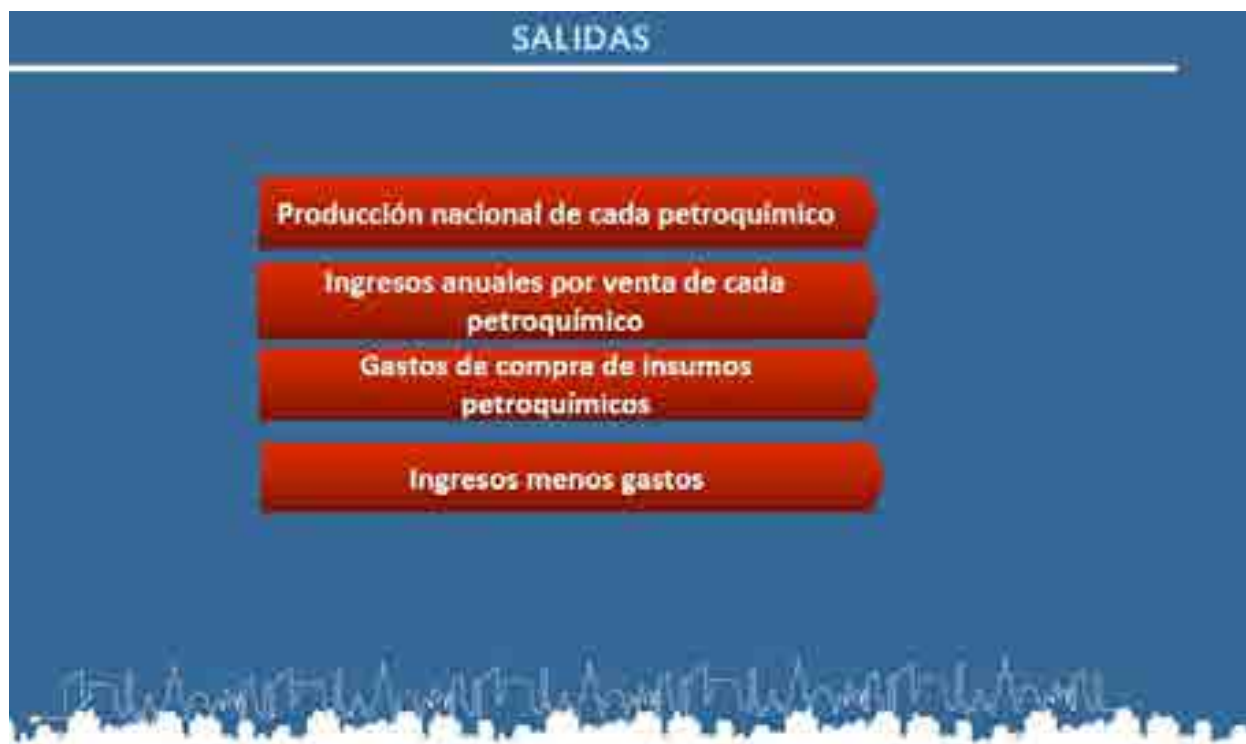 SALIDAS
Producción nacional de cada petroquímico
Ingresos anuales por venta de cada
petroquímico
Gastos de compra de insumos
petroquímicos
Ingresos menos gastos